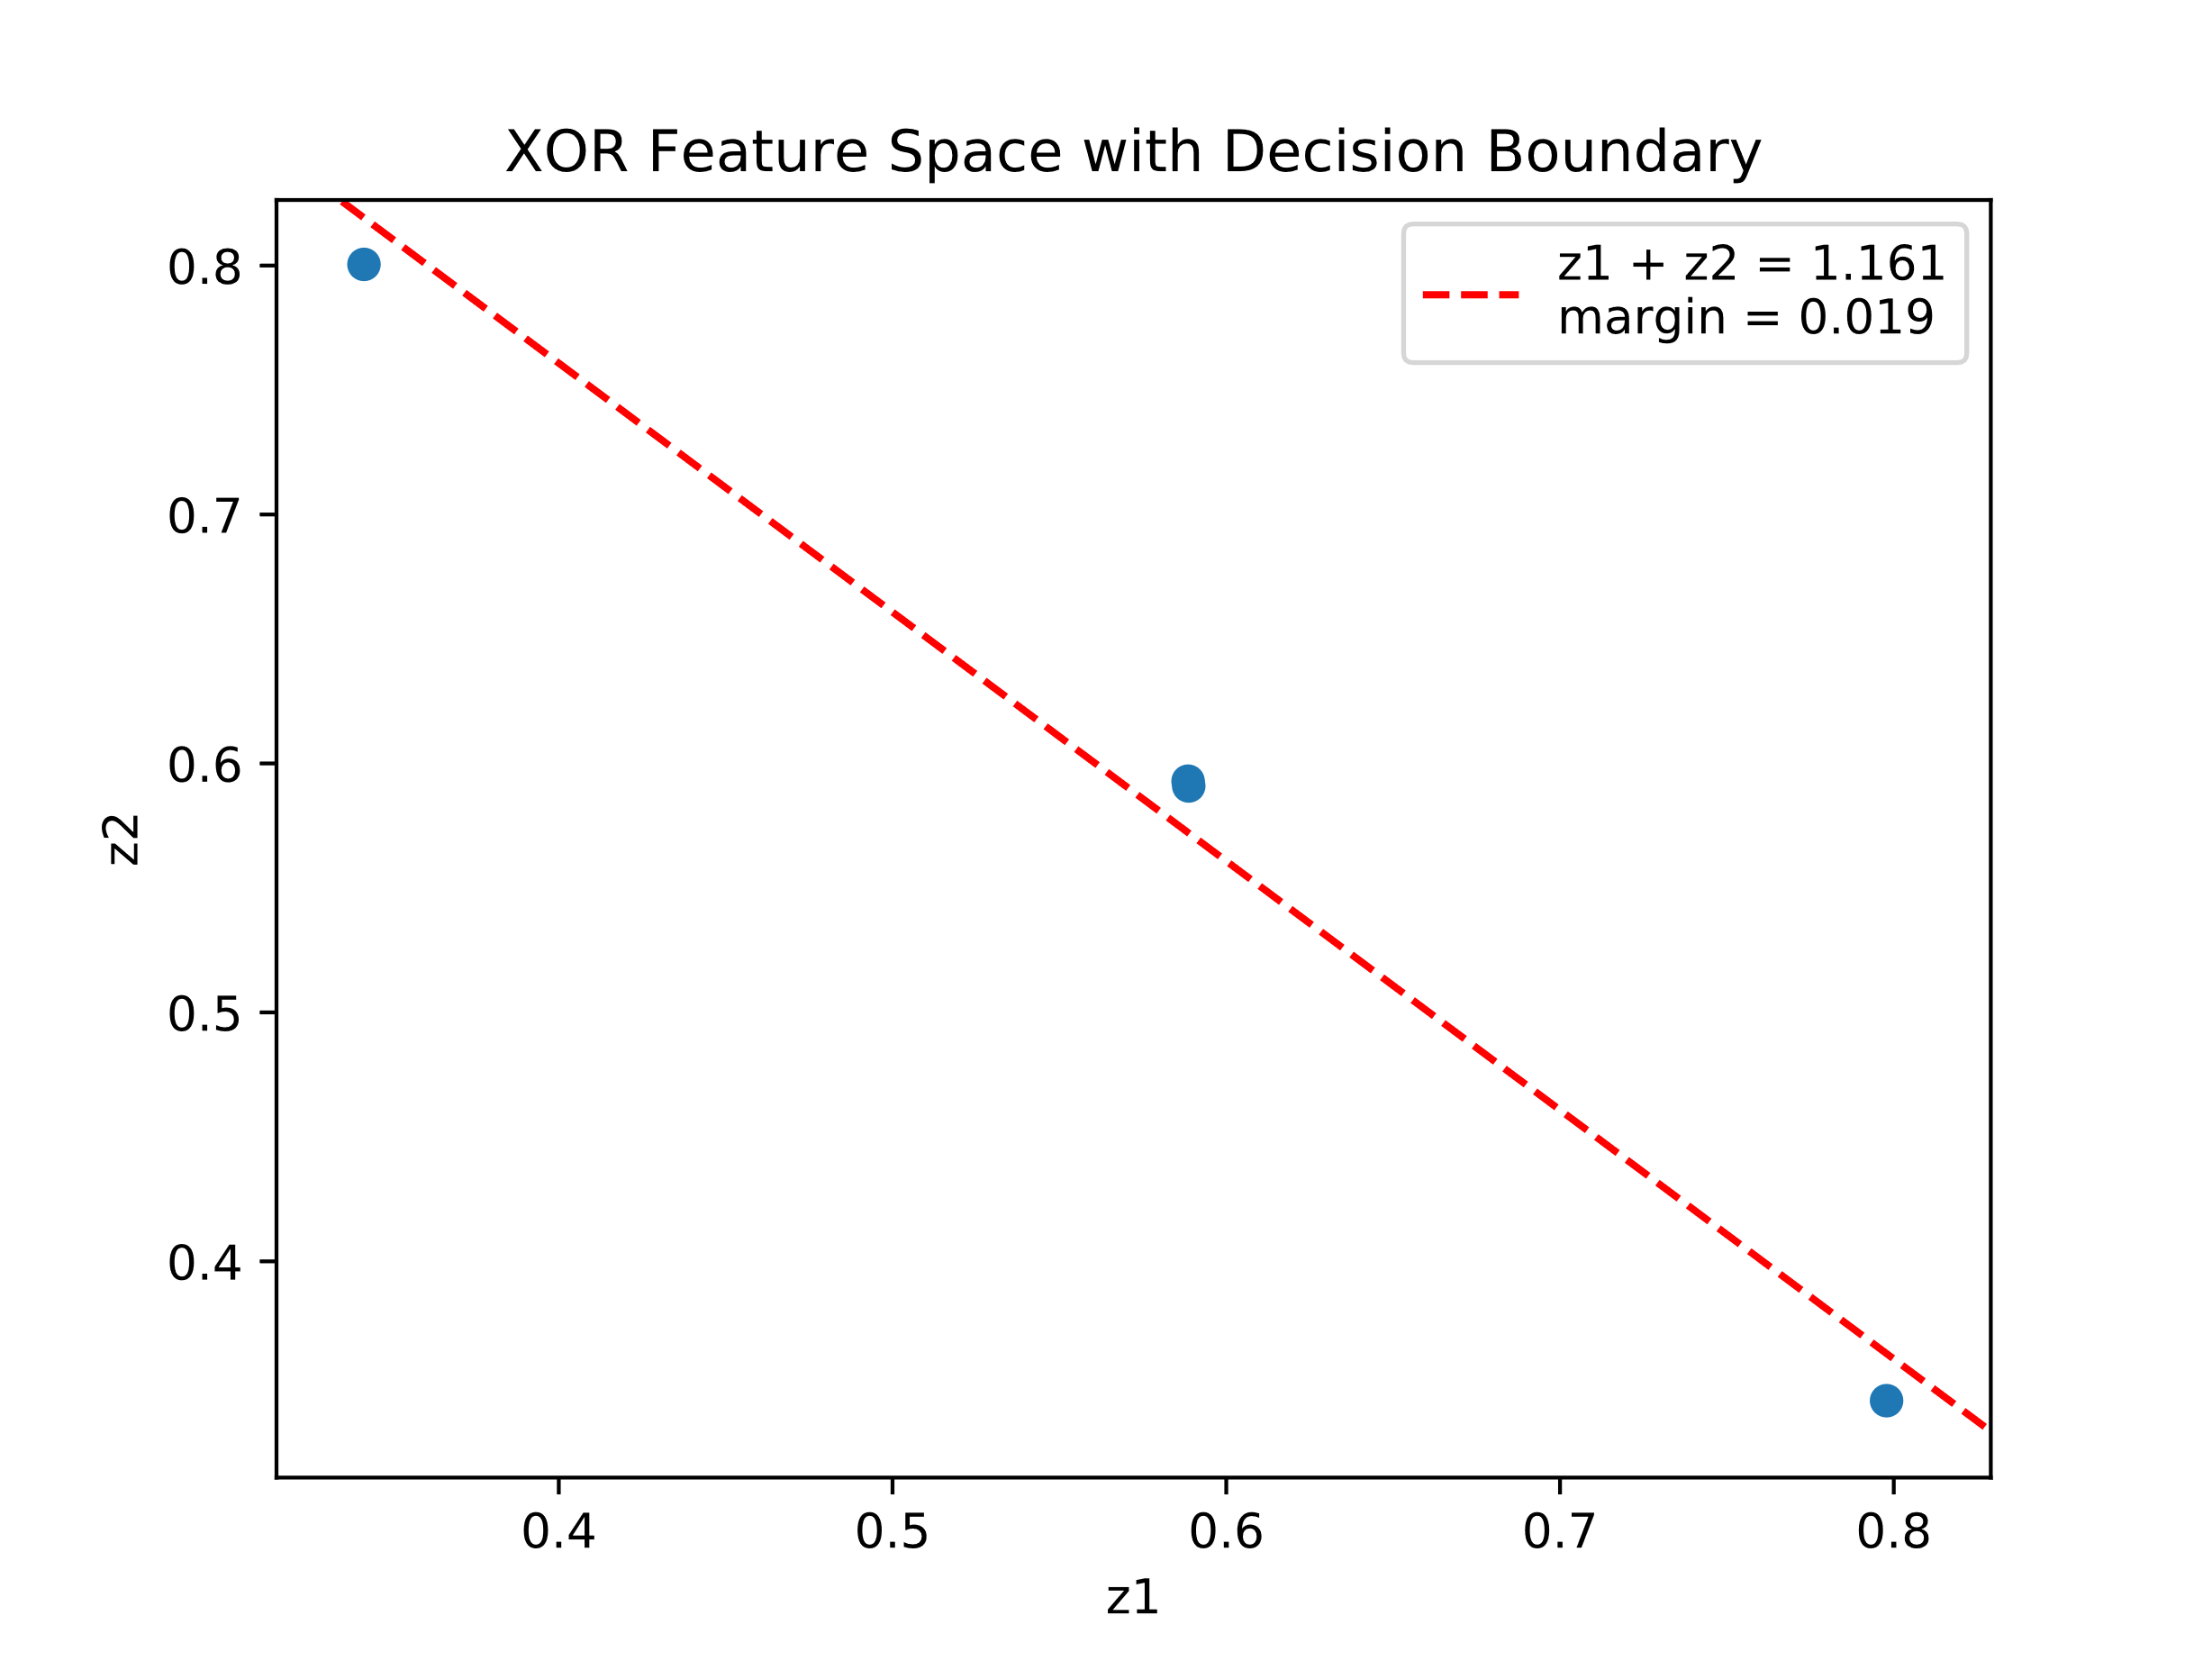 XOR Feature Space with Decision Boundary
z1 + z2 = 1.161
margin = 0.019
0.8
0.7
0.6
0.5
0.4
z2
0.4 0.5 0.6 0.7 0.8
z1